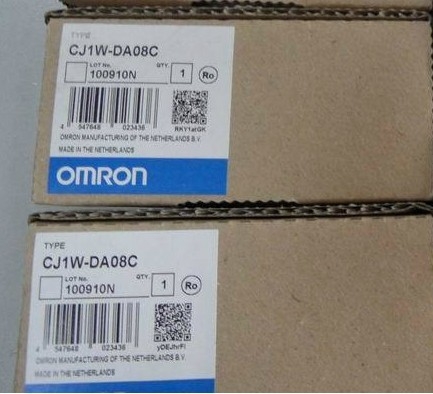 TYPE
CJ1W-DA08C
LOT No. QTY.
100910N 1 Ro
4 547648 023436
RKY1atGK
OMRON MANUFACTURING OF THE NETHERLANDS B.V.
MADE IN THE NETHERLANDS
OMRON
TYPE
CJ1W-DA08C
LOT No. QTY.
100910N 1 Ro
4 547648 023436
yDEJhrFl
OMRON MANUFACTURING OF THE NETHERLANDS B.V.
MADE IN THE NETHERLANDS